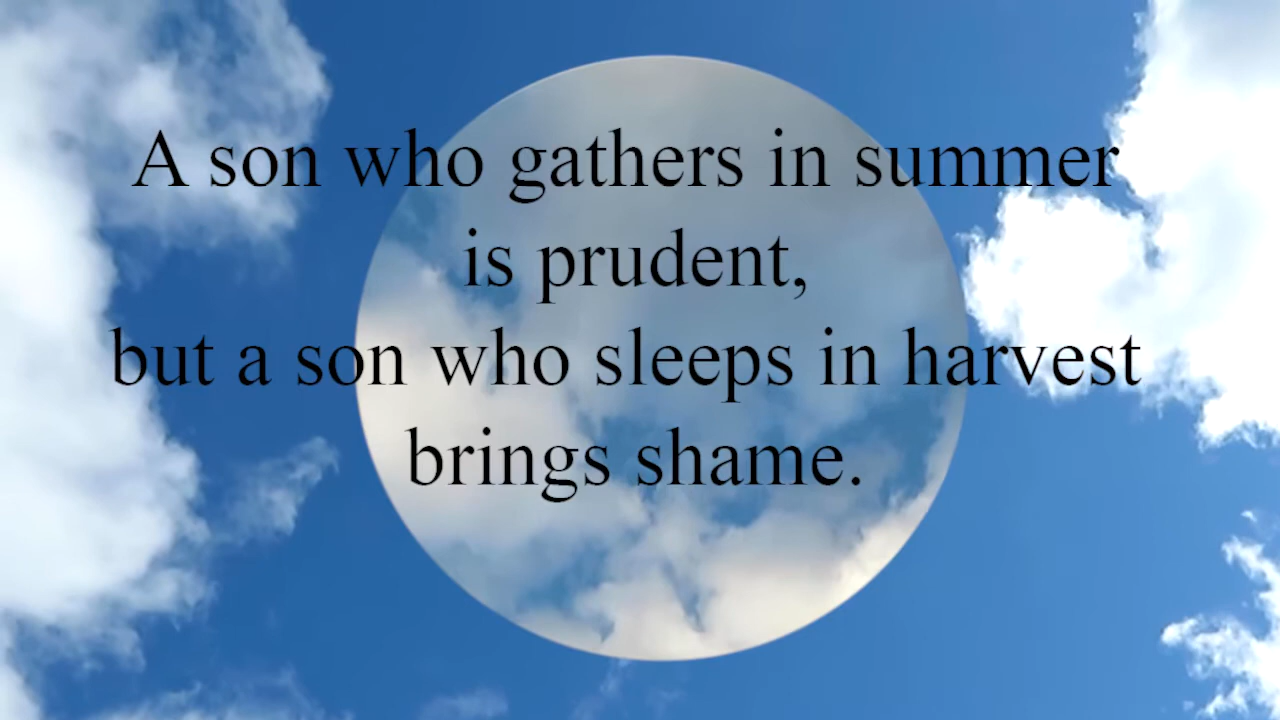 A son who gathers in summer
is prudent,
but a son who sleeps in harvest
brings shame.